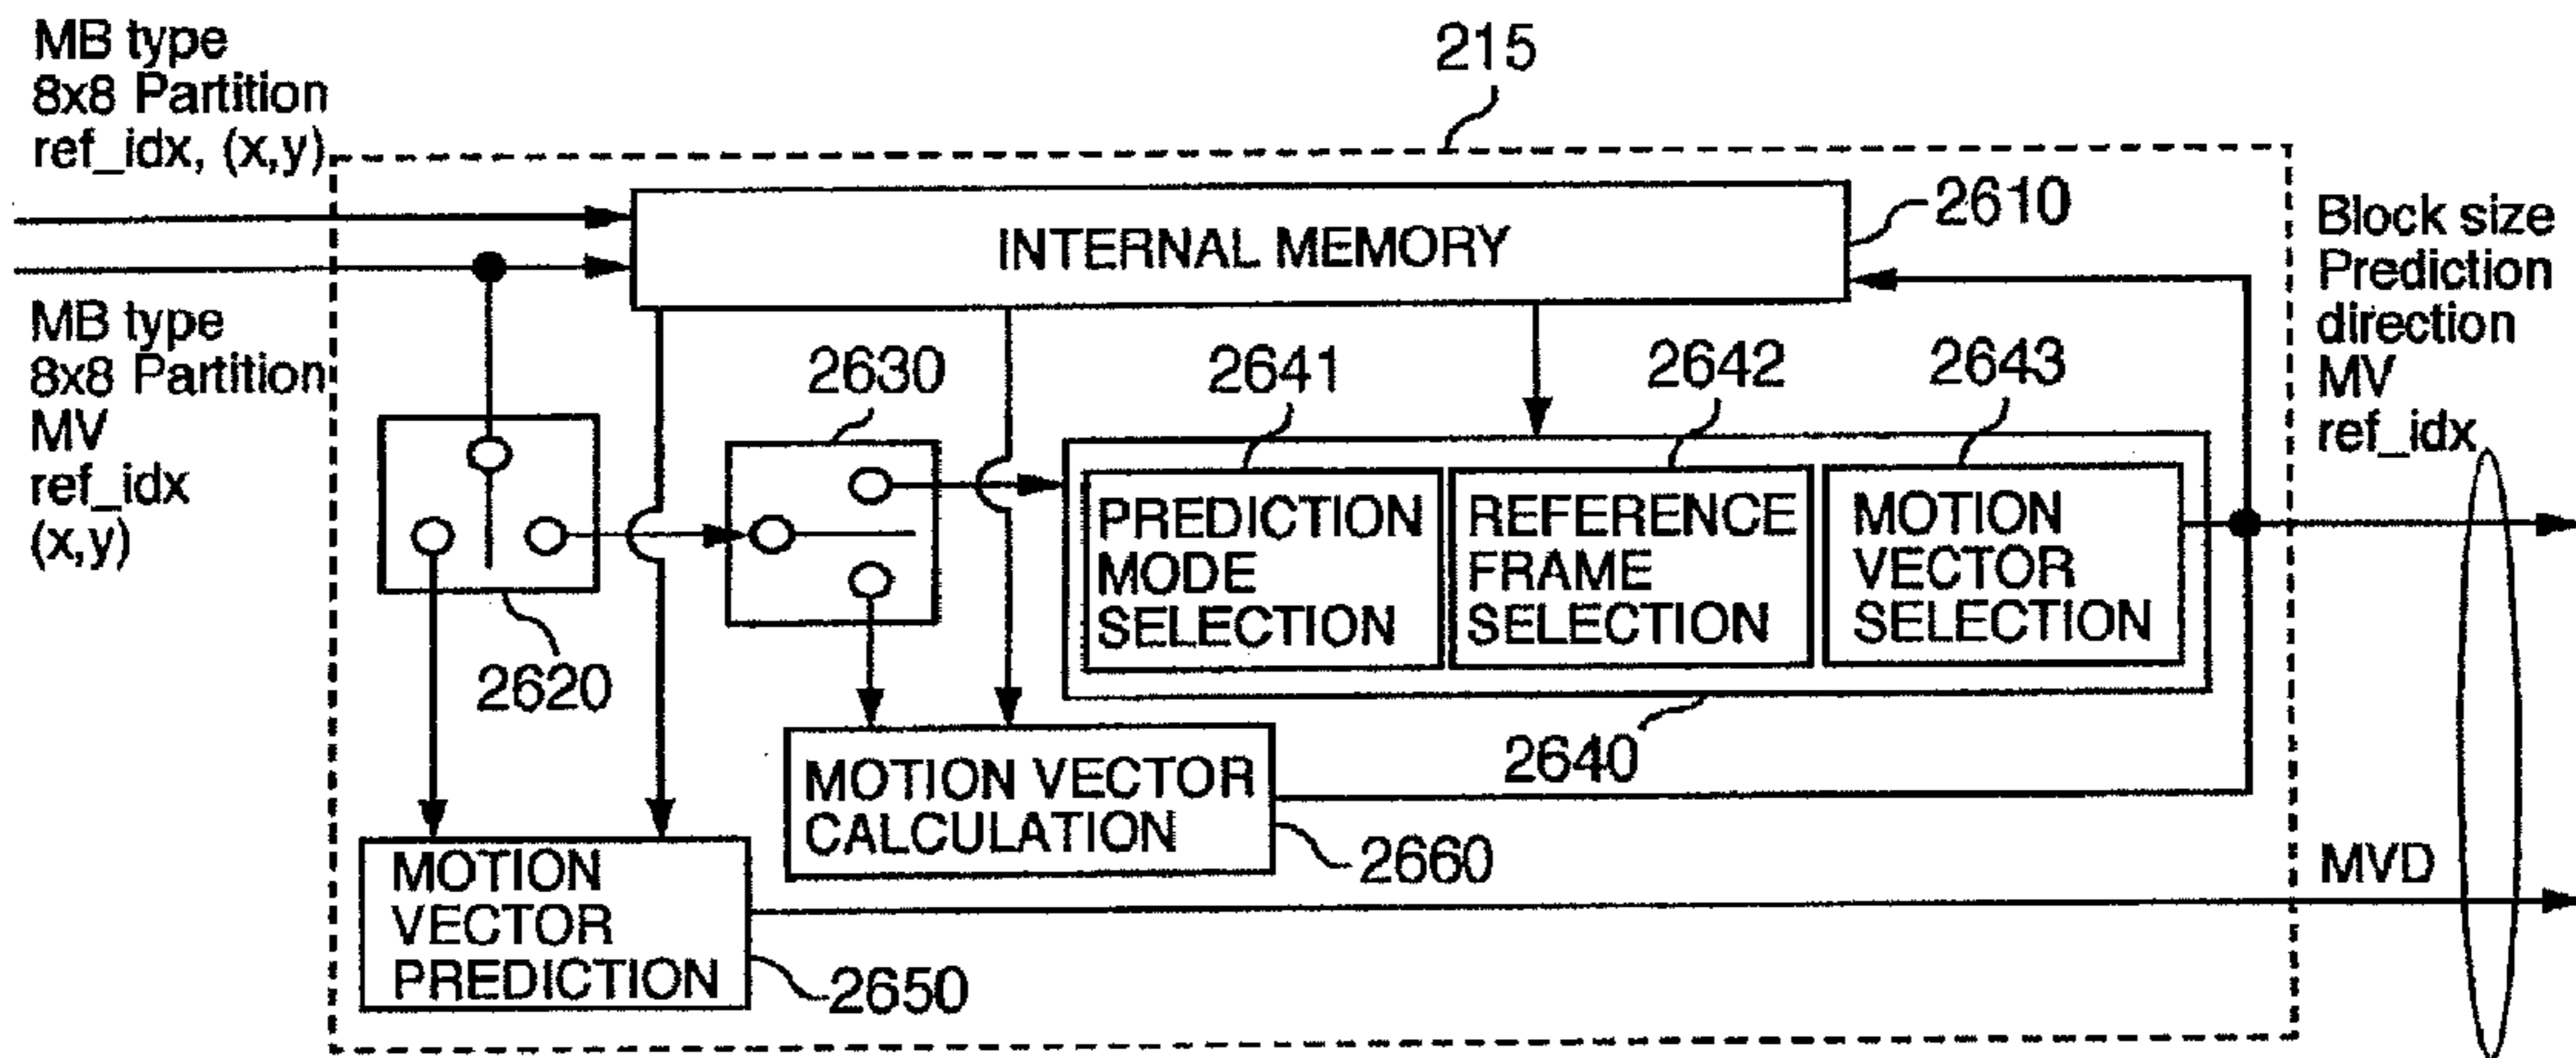 MB type
8x8 Partition
ref_idx, (x,y)
215
INTERNAL MEMORY
2610
Block size
Prediction
direction
MV
ref_idx
MB type
8x8 Partition
MV
ref_idx
(x,y)
2620
2630
2641
2642
2643
PREDICTION
MODE
SELECTION
REFERENCE
FRAME
SELECTION
MOTION
VECTOR
SELECTION
2640
MOTION VECTOR
CALCULATION
2660
MOTION
VECTOR
PREDICTION
2650
MVD